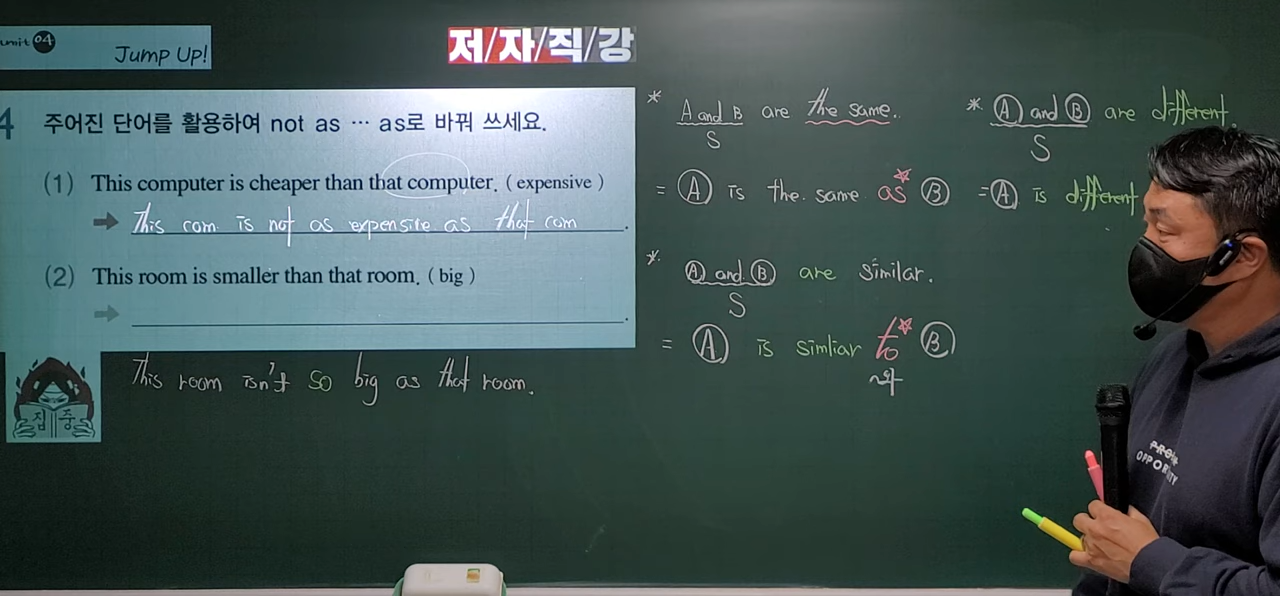 unit 04
Jump Up!
저/자/직/강
4 주어진 단어를 활용하여 not as … as로 바꿔 쓰세요.
(1) This computer is cheaper than that computer. ( expensive )
➡ This com. is not as expensive as that com .
(2) This room is smaller than that room. ( big )
➡ .
This room isn't so big as that room.
집중
* A and B are the same.
S
= A is the same as B
* A and B are similar.
S
= A is simliar to B
와
* A and B are different.
S
= A is different
OPPOR